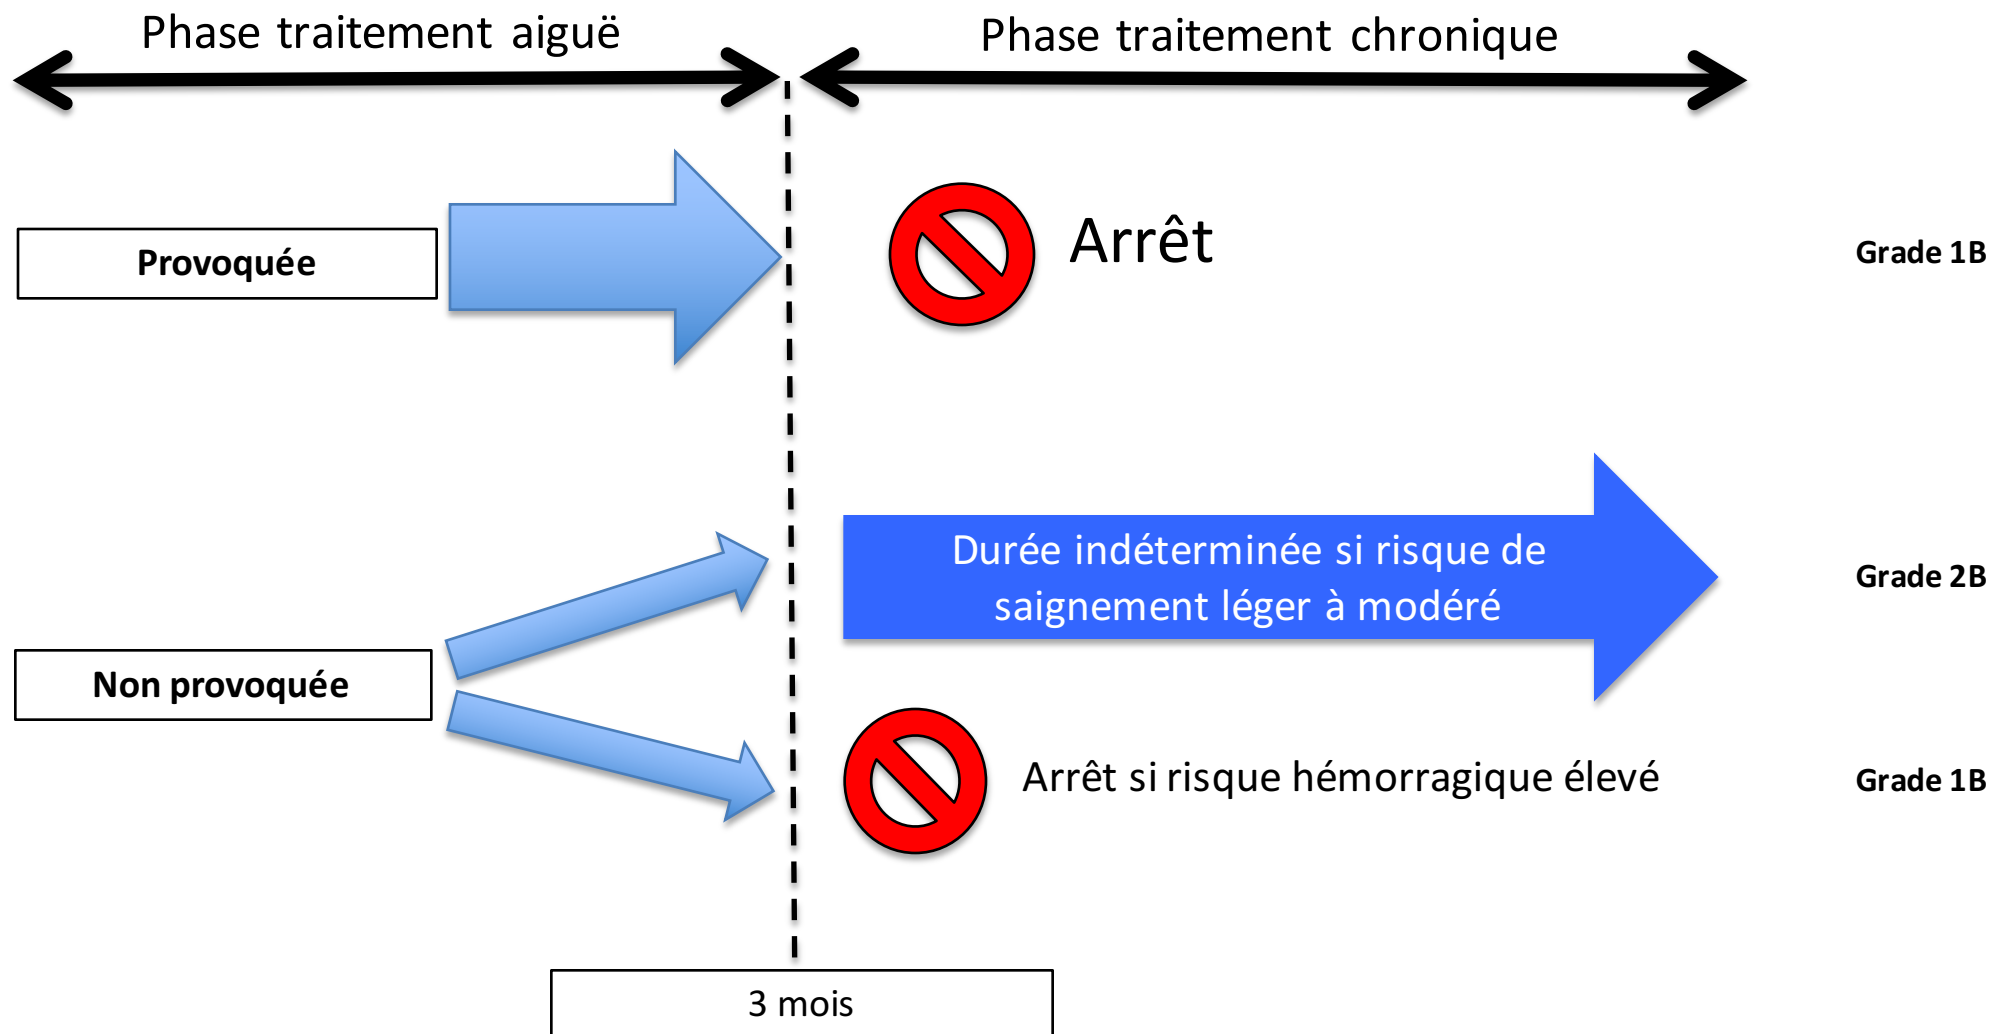 Phase traitement aiguë
Phase traitement chronique
Provoquée
Arrêt
Grade 1B
Durée indéterminée si risque de
saignement léger à modéré
Grade 2B
Non provoquée
Arrêt si risque hémorragique élevé
Grade 1B
3 mois